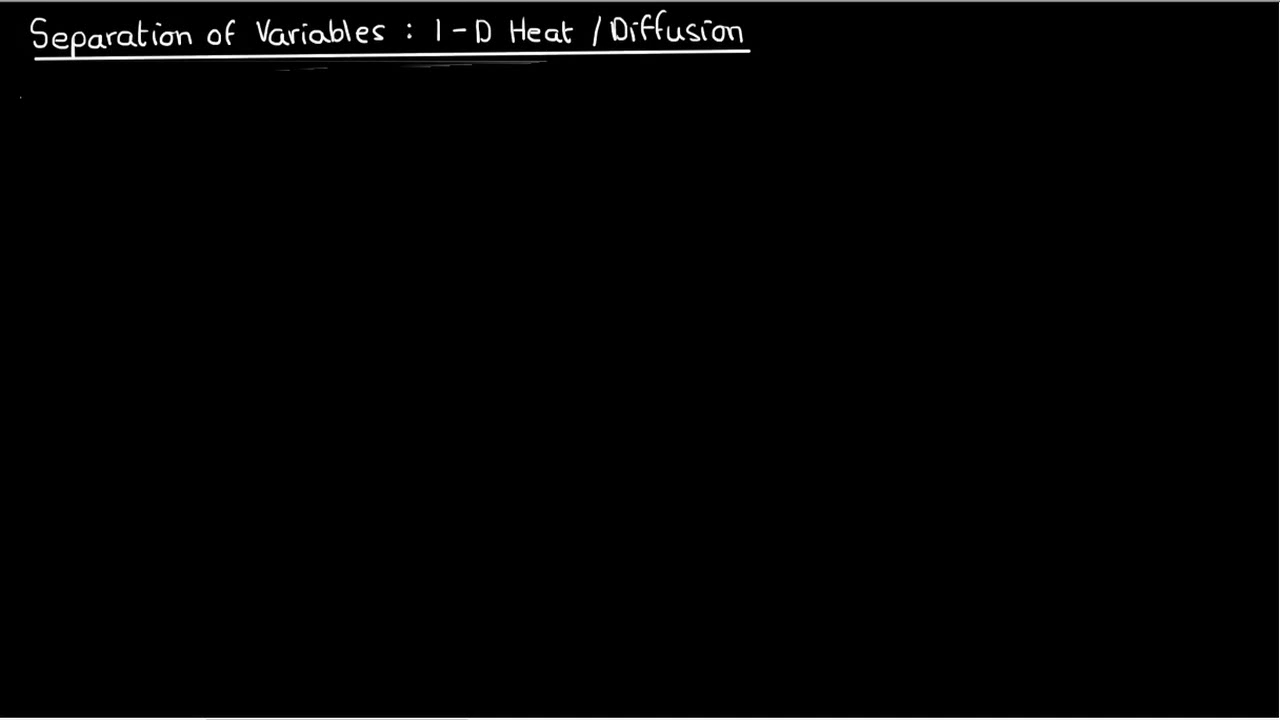 Separation of Variables : 1-D Heat / Diffusion